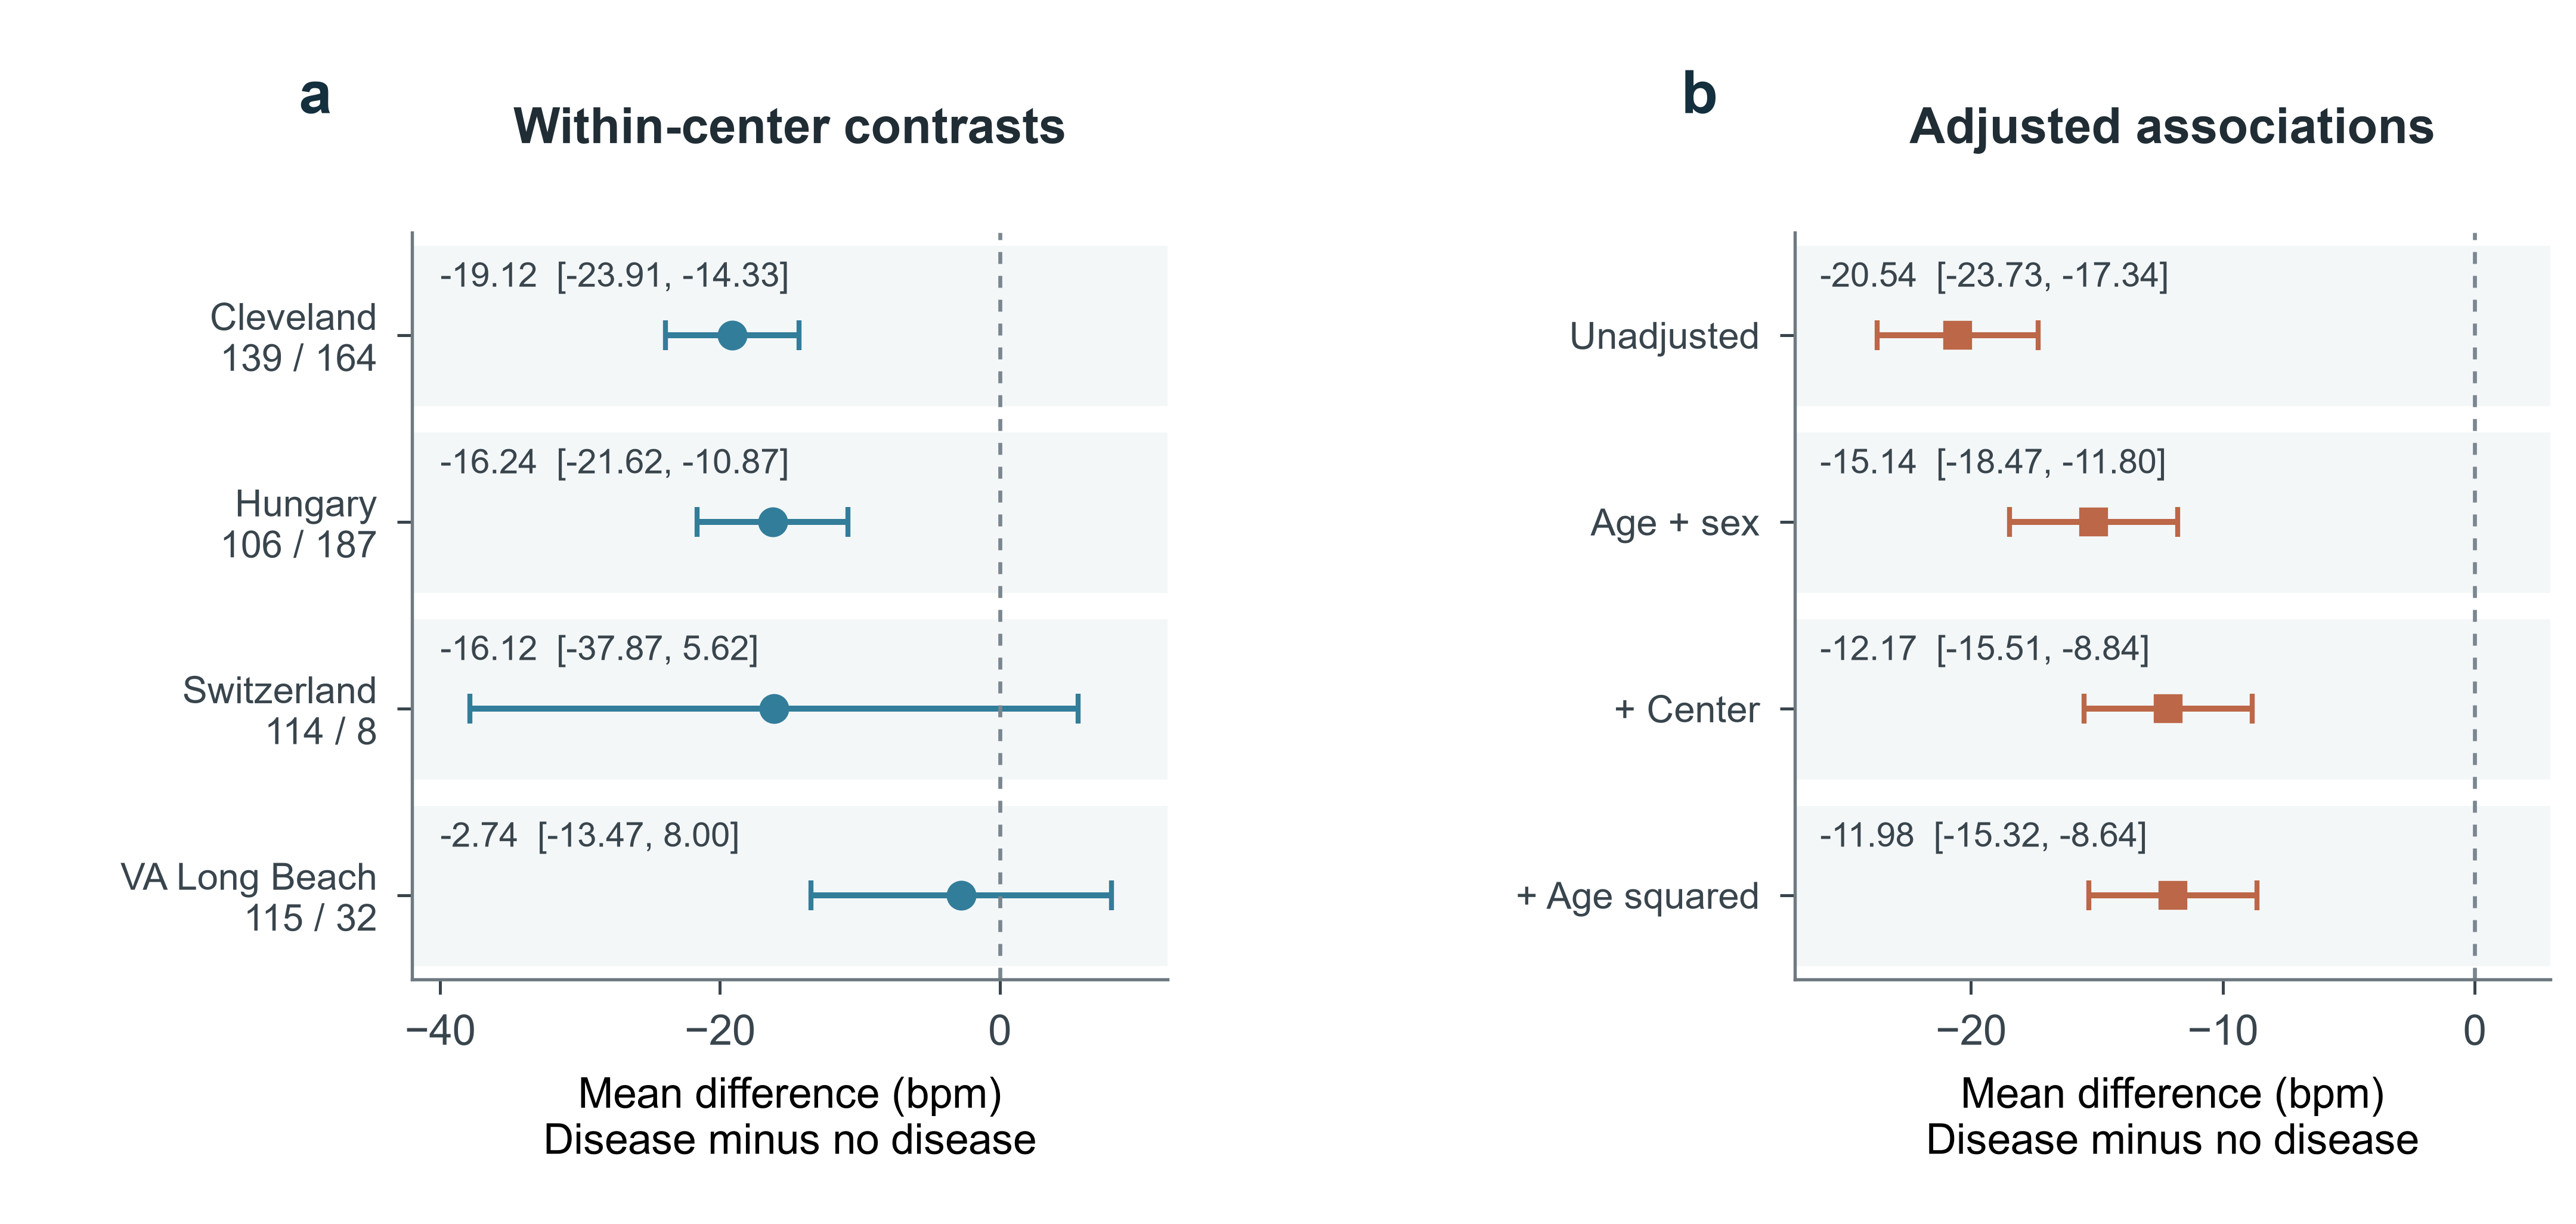 a
Within-center contrasts
-19.12 [-23.91, -14.33]
Cleveland
139 / 164
-16.24 [-21.62, -10.87]
Hungary
106 / 187
-16.12 [-37.87, 5.62]
Switzerland
114 / 8
-2.74 [-13.47, 8.00]
VA Long Beach
115 / 32
−40 −20 0
Mean difference (bpm)
Disease minus no disease
b
Adjusted associations
-20.54 [-23.73, -17.34]
Unadjusted
-15.14 [-18.47, -11.80]
Age + sex
-12.17 [-15.51, -8.84]
+ Center
-11.98 [-15.32, -8.64]
+ Age squared
−20 −10 0
Mean difference (bpm)
Disease minus no disease